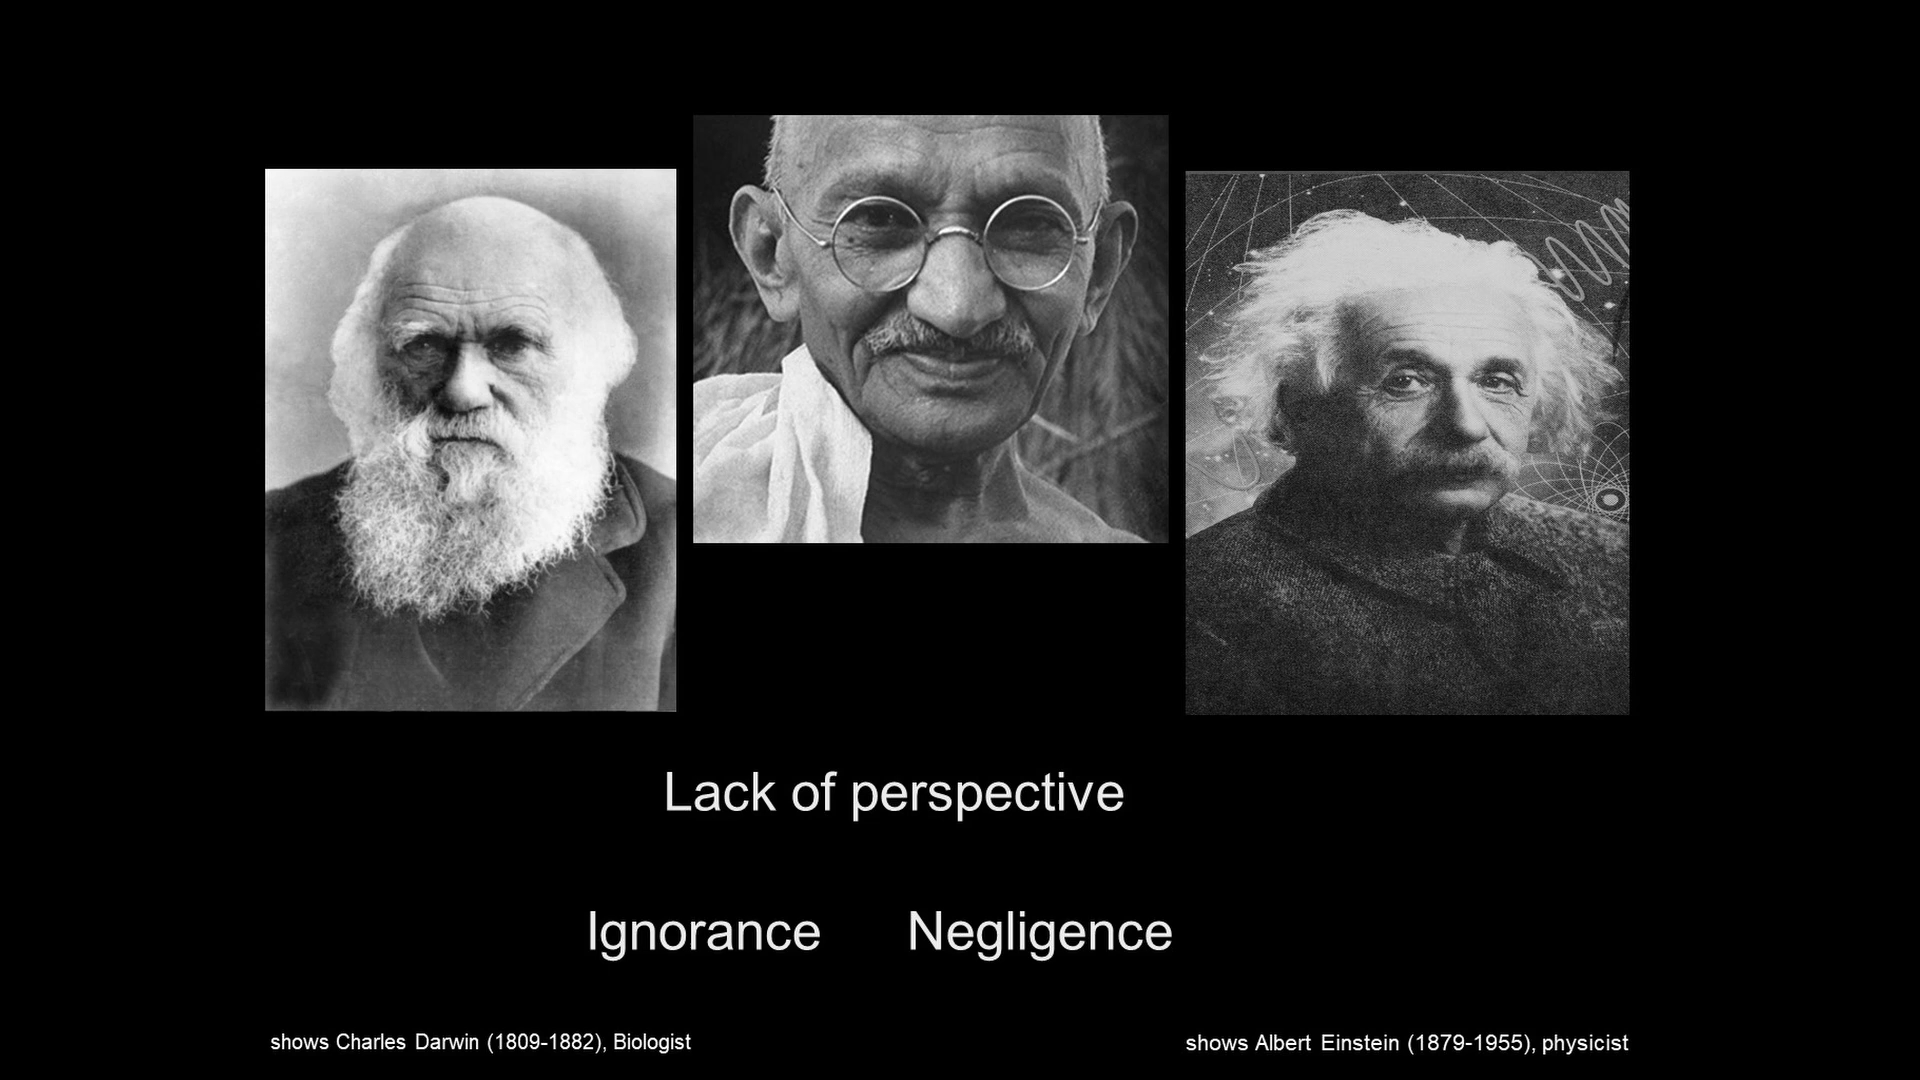 Lack of perspective
Ignorance Negligence
shows Charles Darwin (1809-1882), Biologist
shows Albert Einstein (1879-1955), physicist